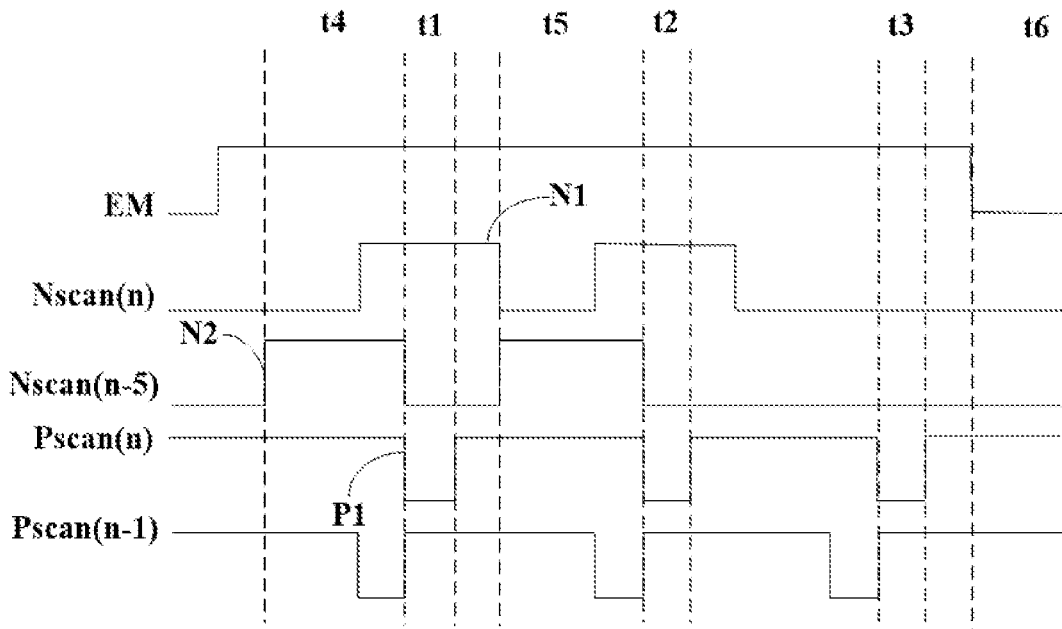 t4 t1 t5 t2 t3 t6
EM
N1
Nscan(n)
N2
Nscan(n-5)
Pscan(n)
P1
Pscan(n-1)